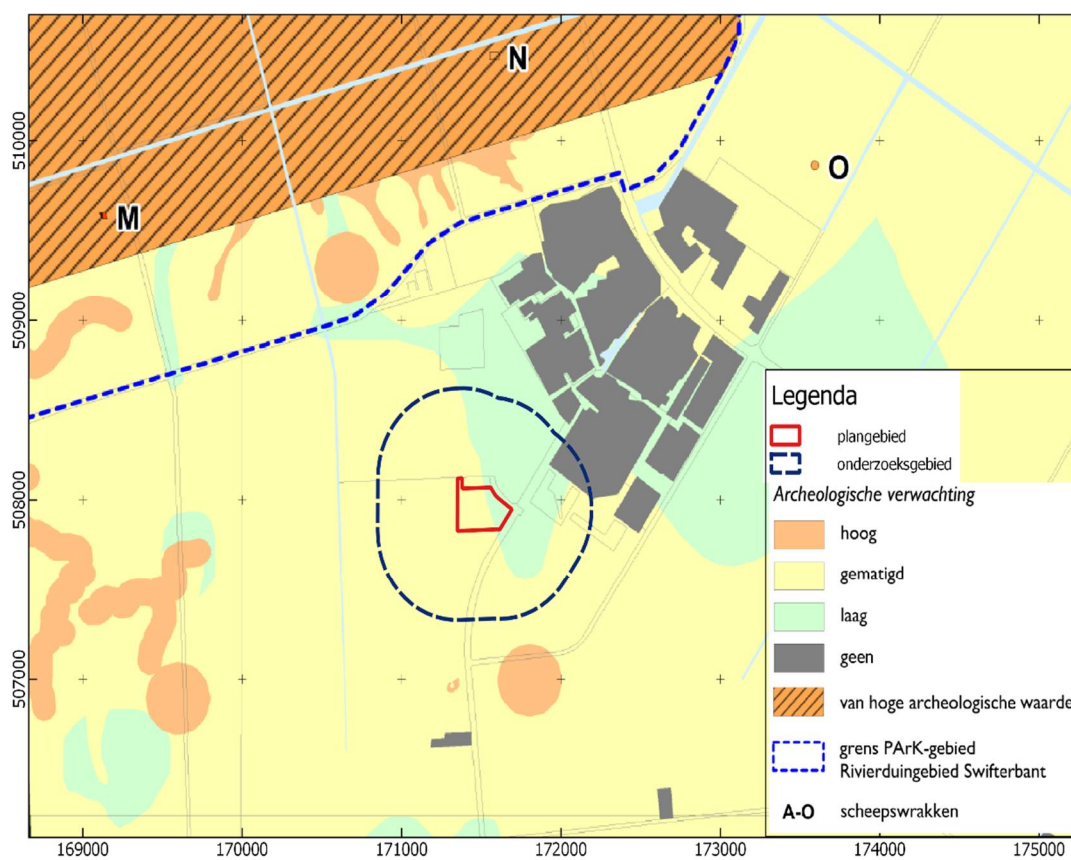 N
O
M
510000
509000
508000
507000
Legenda
plangebied
onderzoeksgebied
Archeologische verwachting
hoog
gematigd
laag
geen
van hoge archeologische waarde
grens PArK-gebied
Rivierduingebied Swifterbant
A-O scheepswrakken
169000 170000 171000 172000 173000 174000 175000